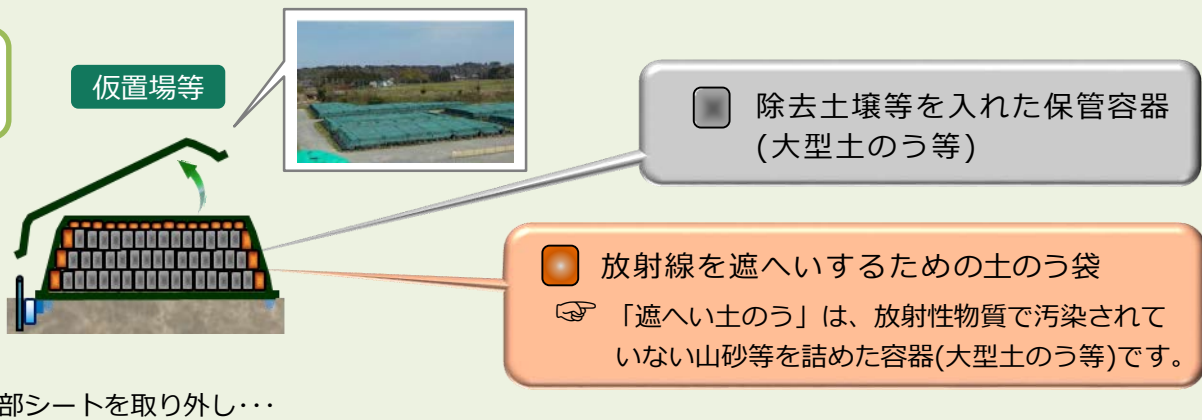 仮置場等
除去土壌等を入れた保管容器
(大型土のう等)
放射線を遮へいするための土のう袋
☞ 「遮へい土のう」は、放射性物質で汚染されて
いない山砂等を詰めた容器(大型土のう等)です。
部シートを取り外し･･･